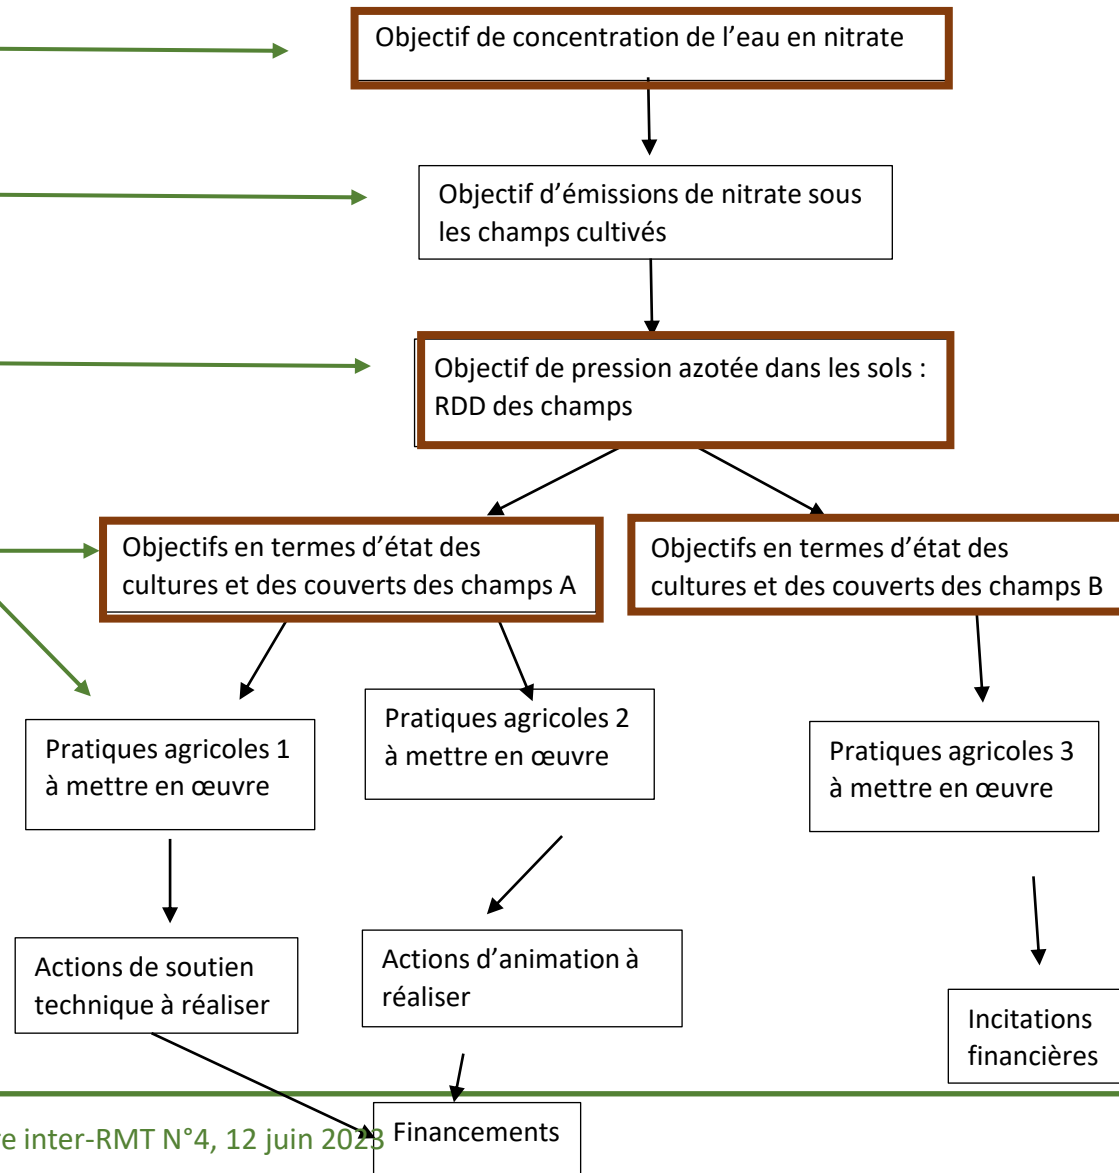 Objectif de concentration de l’eau en nitrate
Objectif d’émissions de nitrate sous
les champs cultivés
Objectif de pression azotée dans les sols :
RDD des champs
Objectifs en termes d’état des
cultures et des couverts des champs A
Objectifs en termes d’état des
cultures et des couverts des champs B
Pratiques agricoles 1
à mettre en œuvre
Pratiques agricoles 2
à mettre en œuvre
Pratiques agricoles 3
à mettre en œuvre
Actions de soutien
technique à réaliser
Actions d’animation à
réaliser
Incitations
financières
Financements
inter-RMT N°4, 12 juin 2023